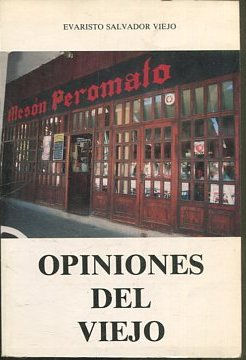 EVARISTO SALVADOR VIEJO
Mesón Peromato
OPINIONES
DEL
VIEJO